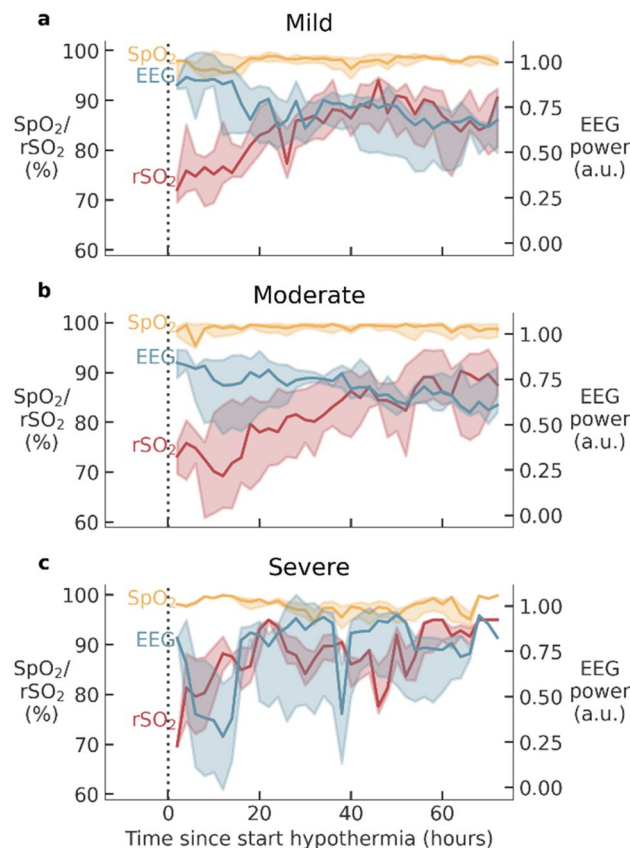 a Mild
100
90
80
70
60
SpO₂/
rSO₂
(%)
SpO₂
EEG
rSO₂
1.00
0.75
0.50
0.25
0.00
EEG
power
(a.u.)
b Moderate
100
90
80
70
60
SpO₂/
rSO₂
(%)
SpO₂
EEG
rSO₂
1.00
0.75
0.50
0.25
0.00
EEG
power
(a.u.)
c Severe
100
90
80
70
60
SpO₂/
rSO₂
(%)
SpO₂
EEG
rSO₂
1.00
0.75
0.50
0.25
0.00
EEG
power
(a.u.)
0 20 40 60
Time since start hypothermia (hours)